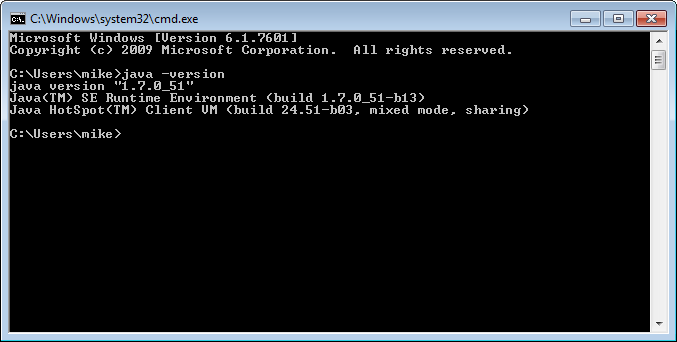 C:\Windows\system32\cmd.exe
Microsoft Windows [Version 6.1.7601]
Copyright (c) 2009 Microsoft Corporation.  All rights reserved.
C:\Users\mike>java -version
java version "1.7.0_51"
Java(TM) SE Runtime Environment (build 1.7.0_51-b13)
Java HotSpot(TM) Client VM (build 24.51-b03, mixed mode, sharing)
C:\Users\mike>